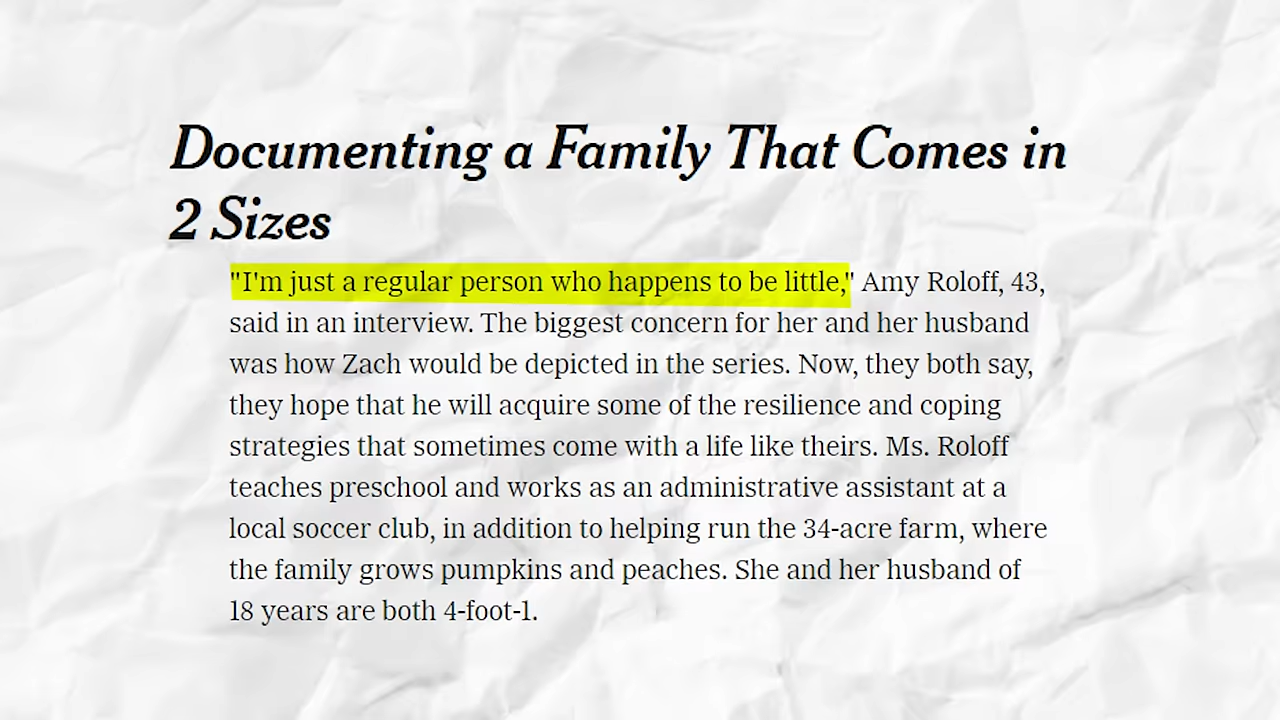 Documenting a Family That Comes in
2 Sizes
"I'm just a regular person who happens to be little," Amy Roloff, 43,
said in an interview. The biggest concern for her and her husband
was how Zach would be depicted in the series. Now, they both say,
they hope that he will acquire some of the resilience and coping
strategies that sometimes come with a life like theirs. Ms. Roloff
teaches preschool and works as an administrative assistant at a
local soccer club, in addition to helping run the 34-acre farm, where
the family grows pumpkins and peaches. She and her husband of
18 years are both 4-foot-1.